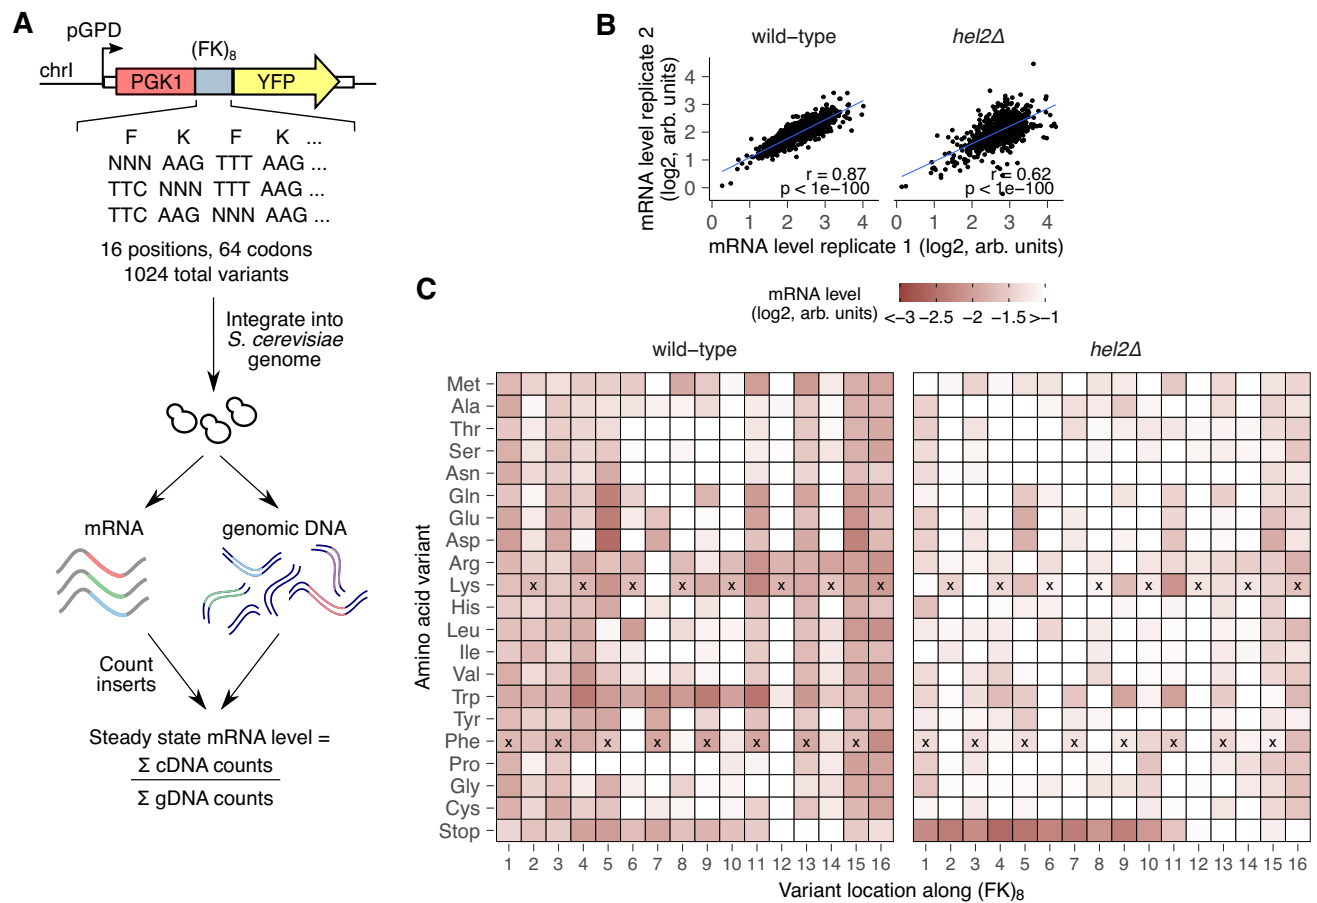 A
pGPD
(FK)8
chrI
PGK1
YFP
F K F K ...
NNN AAG TTT AAG ...
TTC NNN TTT AAG ...
TTC AAG NNN AAG ...
16 positions, 64 codons
1024 total variants
Integrate into
S. cerevisiae
genome
mRNA
genomic DNA
Count
inserts
Steady state mRNA level =
Σ cDNA counts
Σ gDNA counts
B
wild−type
hel2Δ
mRNA level replicate 2
(log2, arb. units)
4
3
2
1
0
r = 0.87
p < 1e−100
r = 0.62
p < 1e−100
0 1 2 3 4
0 1 2 3 4
mRNA level replicate 1 (log2, arb. units)
C
mRNA level
(log2, arb. units)
<−3 −2.5 −2 −1.5 >−1
wild−type
hel2Δ
Amino acid variant
Met
Ala
Thr
Ser
Asn
Gln
Glu
Asp
Arg
Lys x x x x x x x x x x x x x x x x
His
Leu
Ile
Val
Trp
Tyr
Phe x x x x x x x x x x x x x x x x
Pro
Gly
Cys
Stop
1 2 3 4 5 6 7 8 9 10 11 12 13 14 15 16
1 2 3 4 5 6 7 8 9 10 11 12 13 14 15 16
Variant location along (FK)8